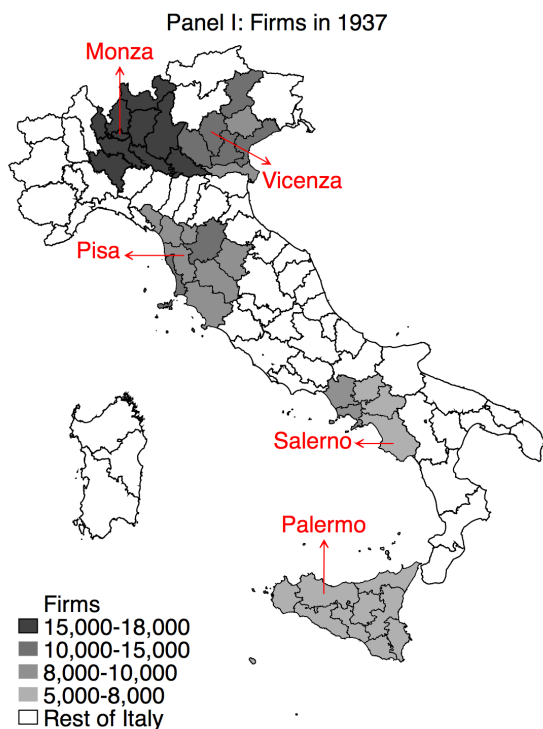 Panel I: Firms in 1937
Monza
Vicenza
Pisa
Salerno
Palermo
Firms
15,000-18,000
10,000-15,000
8,000-10,000
5,000-8,000
Rest of Italy